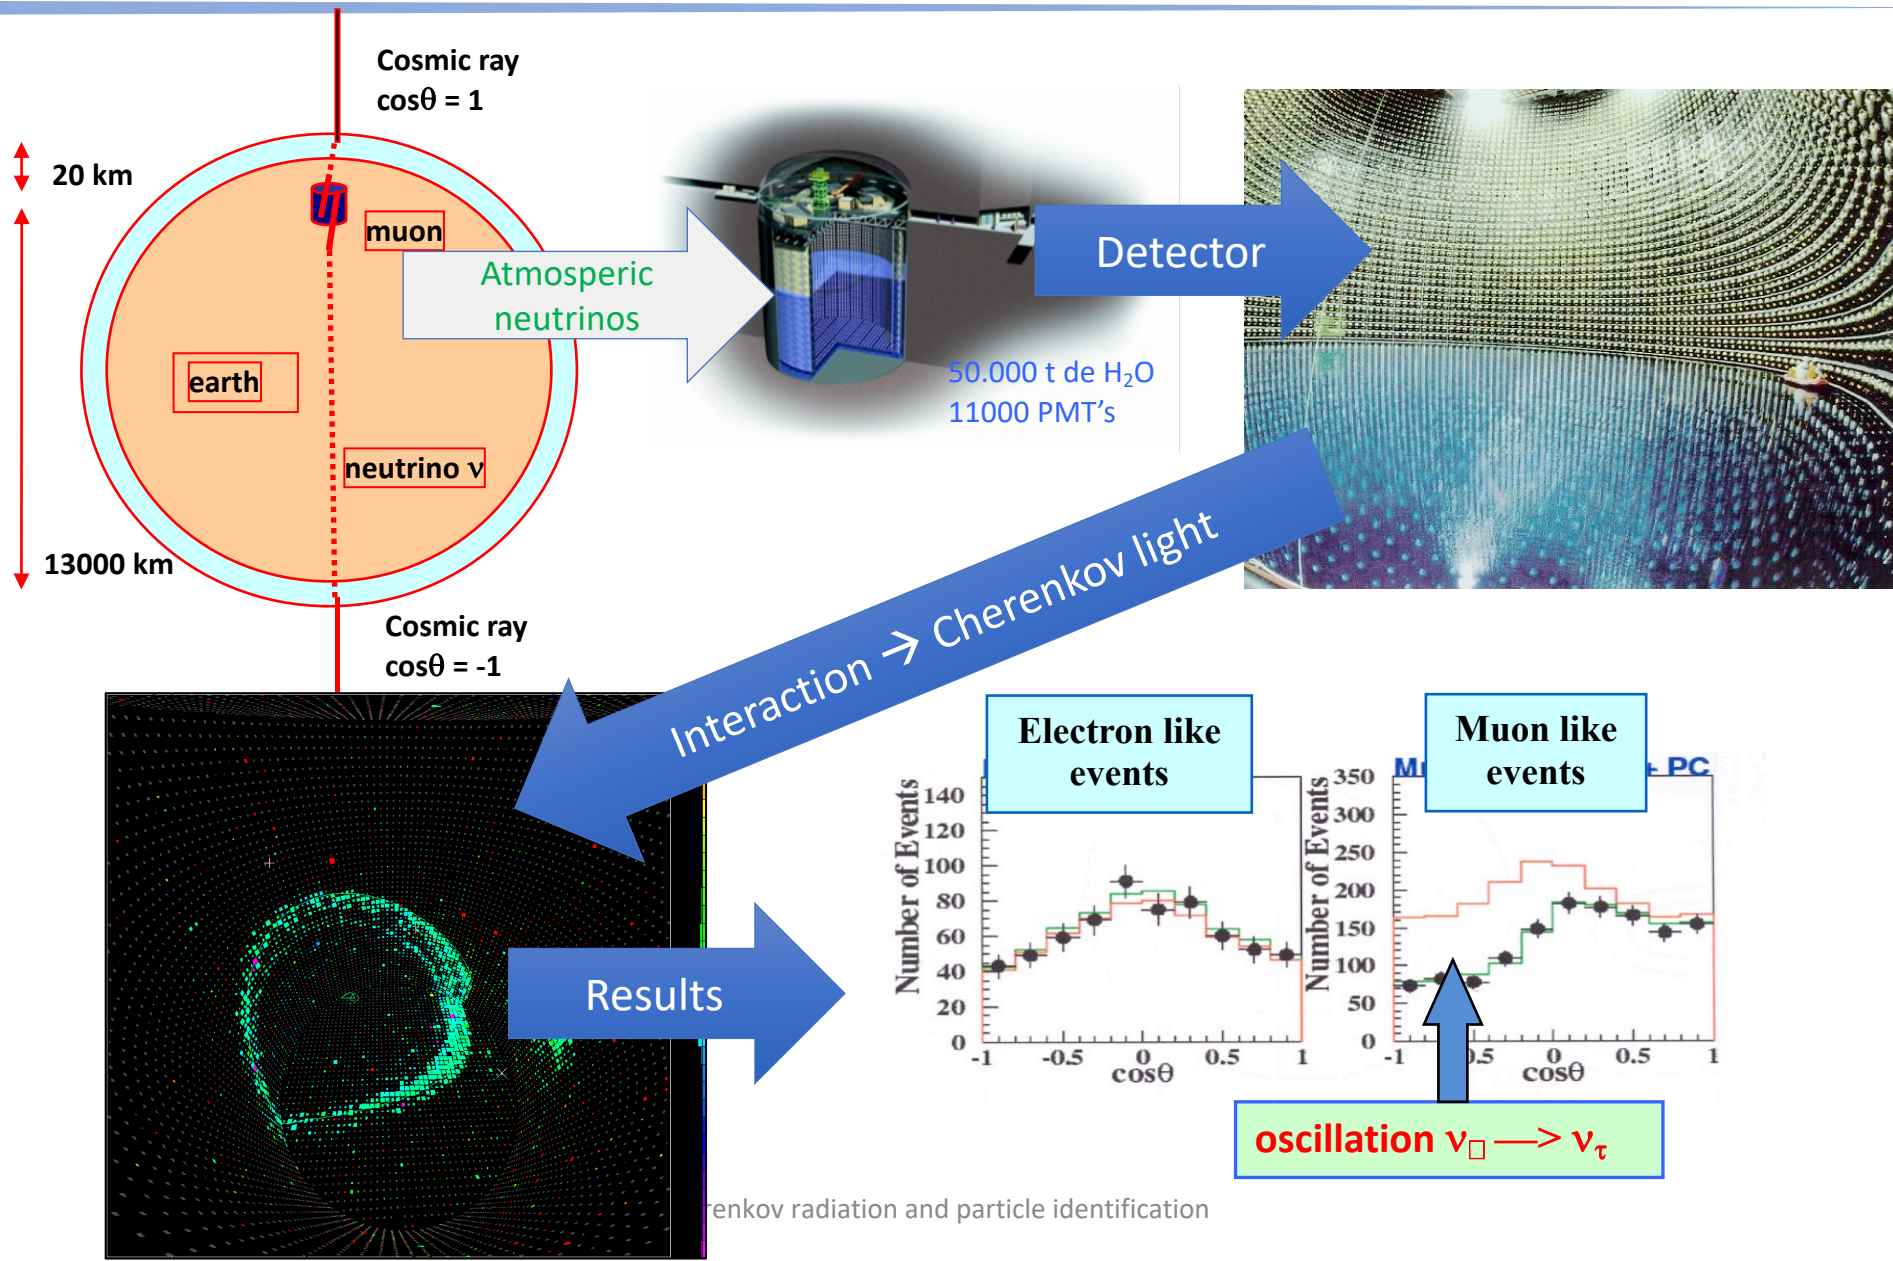 Cosmic ray
cosθ = 1
20 km
muon
earth
neutrino ν
13000 km
Cosmic ray
cosθ = -1
Atmosperic
neutrinos
50.000 t de H₂O
11000 PMT's
Detector
Interaction → Cherenkov light
Results
Electron like
events
Number of Events
140
120
100
80
60
40
20
0
-1 -0.5 0 0.5 1
cosθ
Muon like
events
+ PC
Number of Events
350
300
250
200
150
100
50
0
-1 0 0.5 1
cosθ
oscillation ν□ —> ντ
renkov radiation and particle identification